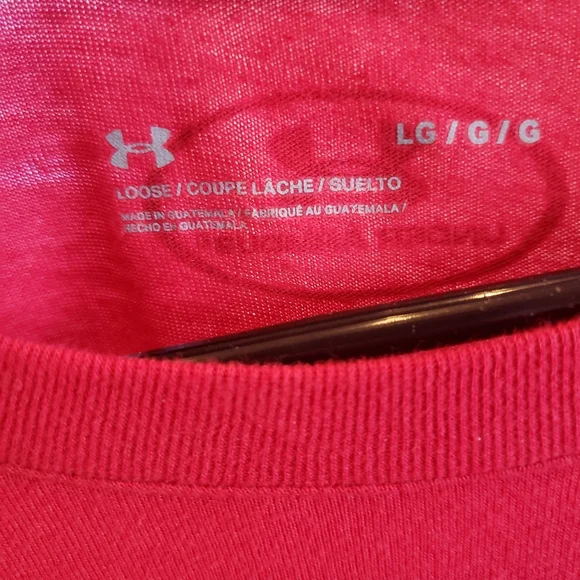 LG / G / G
LOOSE / COUPE LÂCHE / SUELTO
MADE IN GUATEMALA / FABRIQUÉ AU GUATEMALA /
HECHO EN GUATEMALA